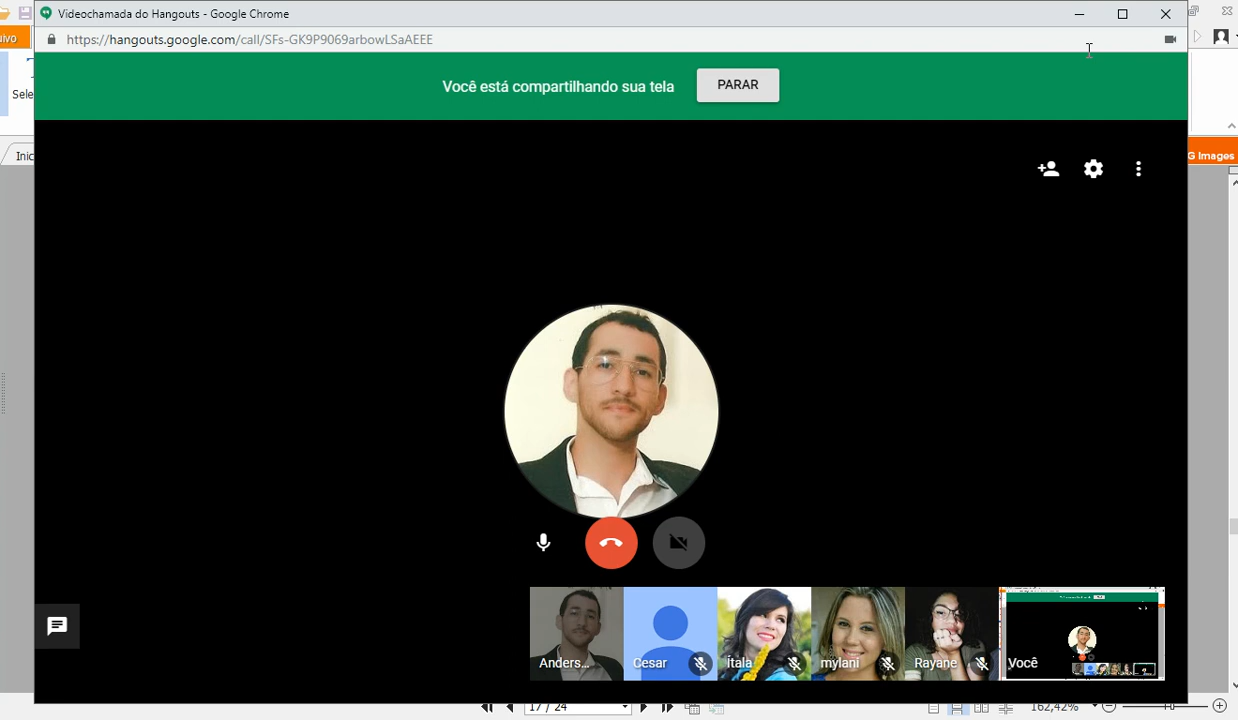 Videochamada do Hangouts - Google Chrome
https://hangouts.google.com/call/SFs-GK9P9069arbowLSaAEEE
Você está compartilhando sua tela
PARAR
ivo
Sele
Inic
G Images
Anders...
Cesar
Ítala
mylani
Rayane
Você
17 / 24
162,42%